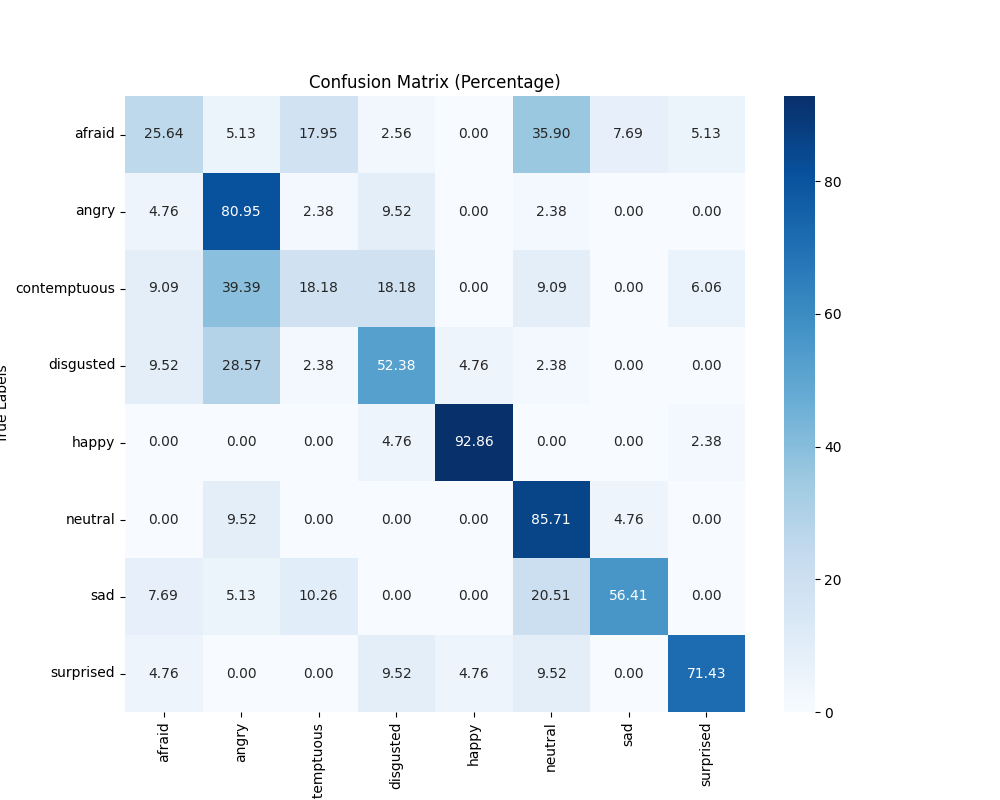 Confusion Matrix (Percentage)
afraid 25.64 5.13 17.95 2.56 0.00 35.90 7.69 5.13
angry 4.76 80.95 2.38 9.52 0.00 2.38 0.00 0.00
contemptuous 9.09 39.39 18.18 18.18 0.00 9.09 0.00 6.06
disgusted 9.52 28.57 2.38 52.38 4.76 2.38 0.00 0.00
happy 0.00 0.00 0.00 4.76 92.86 0.00 0.00 2.38
neutral 0.00 9.52 0.00 0.00 0.00 85.71 4.76 0.00
sad 7.69 5.13 10.26 0.00 0.00 20.51 56.41 0.00
surprised 4.76 0.00 0.00 9.52 4.76 9.52 0.00 71.43
True Labels
afraid angry temptuous disgusted happy neutral sad surprised
80
60
40
20
0